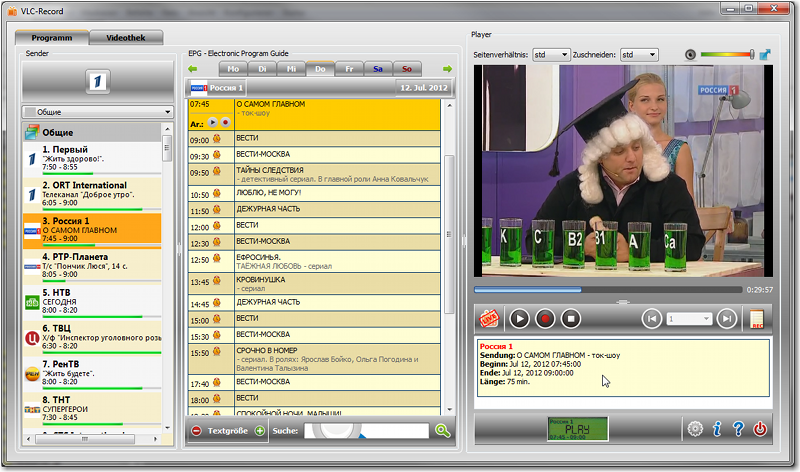 VLC-Record
Programm
Videothek
Sender
Общие
Общие
1. Первый
"Жить здорово!".
7:50 - 8:55
2. ORT International
Телеканал "Доброе утро".
6:05 - 9:00
3. Россия 1
О САМОМ ГЛАВНОМ
7:45 - 9:00
4. РТР-Планета
Т/с "Пончик Люся", 14 с.
8:05 - 9:00
5. НТВ
СЕГОДНЯ
8:00 - 8:20
6. ТВЦ
Х/ф "Инспектор уголовного розы
6:30 - 8:30
7. РенТВ
"Жить будете".
8:00 - 8:20
8. ТНТ
СУПЕРГЕРОИ
7:30 - 8:45
EPG - Electronic Program Guide
Mo
Di
Mi
Do
Fr
Sa
So
РОССИЯ 1
Россия 1
12. Jul. 2012
07:45
О САМОМ ГЛАВНОМ
- ток-шоу
Ar.:
09:00 ВЕСТИ
09:30 ВЕСТИ-МОСКВА
09:50 ТАЙНЫ СЛЕДСТВИЯ
- детективный сериал. В главной роли Анна Ковальчук
10:50 ЛЮБЛЮ, НЕ МОГУ!
11:50 ДЕЖУРНАЯ ЧАСТЬ
12:00 ВЕСТИ
12:30 ВЕСТИ-МОСКВА
12:50 ЕФРОСИНЬЯ.
ТАЕЖНАЯ ЛЮБОВЬ - сериал
13:45 КРОВИНУШКА
- сериал
14:45 ДЕЖУРНАЯ ЧАСТЬ
15:00 ВЕСТИ
15:30 ВЕСТИ-МОСКВА
15:50 СРОЧНО В НОМЕР
- сериал. В ролях: Ярослав Бойко, Ольга Погодина и
Валентина Талызина
17:40 ВЕСТИ-МОСКВА
18:00 ВЕСТИ
СПОКОЙНОЙ НОЧИ, МАЛЫШИ!
Textgröße
Suche:
Player
Seitenverhältnis:
std
Zuschneiden:
std
РОССИЯ 1
K
C
B2
B1
A
Ca
0:29:57
LIVE
1
REC
Россия 1
Sendung: О САМОМ ГЛАВНОМ - ток-шоу
Beginn: Jul 12, 2012 07:45:00
Ende: Jul 12, 2012 09:00:00
Länge: 75 min.
Россия 1
PLAY
07:45 - 09:00